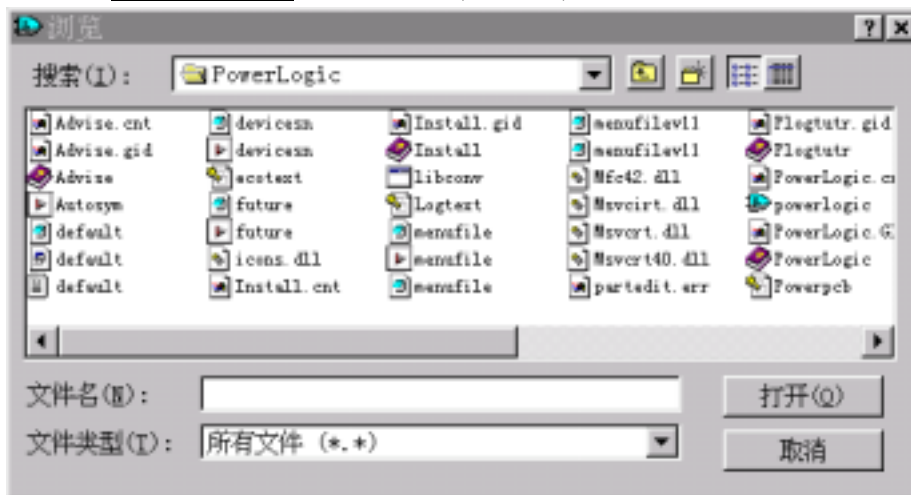 浏览
搜索(I): PowerLogic
Advise.cnt devicesn Install.gid menufilev11 Plogtutr.gid
Advise.gid devicesn Install menufilev11 Plogtutr
Advise ecotext libconv Mfc42.dll PowerLogic.cn
Autosym future Logtext Msvcirt.dll powerlogic
default future menufile Msvcrt.dll PowerLogic.G
default icons.dll menufile Msvcrt40.dll PowerLogic
default Install.cnt menufile partedit.err Powerpcb
文件名(N): 打开(O)
文件类型(T): 所有文件 (*.*) 取消